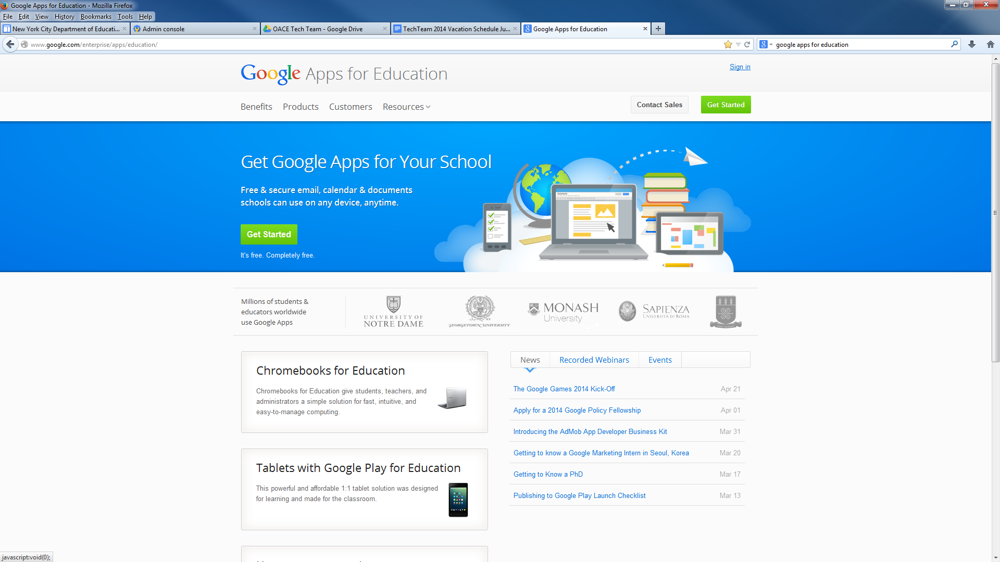 Google Apps for Education - Mozilla Firefox
File Edit View History Bookmarks Tools Help
New York City Department of Educati... Admin console OACE Tech Team - Google Drive TechTeam 2014 Vacation Schedule Ju... Google Apps for Education
www.google.com/enterprise/apps/education/ google apps for education
Google Apps for Education
Sign in
Benefits Products Customers Resources
Contact Sales Get Started
Get Google Apps for Your School
Free & secure email, calendar & documents
schools can use on any device, anytime.
Get Started
It's free. Completely free.
Millions of students &
educators worldwide
use Google Apps
UNIVERSITY OF
NOTRE DAME
GEORGETOWN UNIVERSITY
MONASH
University
SAPIENZA
UNIVERSITÀ DI ROMA
Chromebooks for Education
Chromebooks for Education give students, teachers, and
administrators a simple solution for fast, intuitive, and
easy-to-manage computing.
Tablets with Google Play for Education
This powerful and affordable 1:1 tablet solution was designed
for learning and made for the classroom.
News Recorded Webinars Events
The Google Games 2014 Kick-Off Apr 21
Apply for a 2014 Google Policy Fellowship Apr 01
Introducing the AdMob App Developer Business Kit Mar 31
Getting to know a Google Marketing Intern in Seoul, Korea Mar 20
Getting to Know a PhD Mar 17
Publishing to Google Play Launch Checklist Mar 13
javascript:void(0);